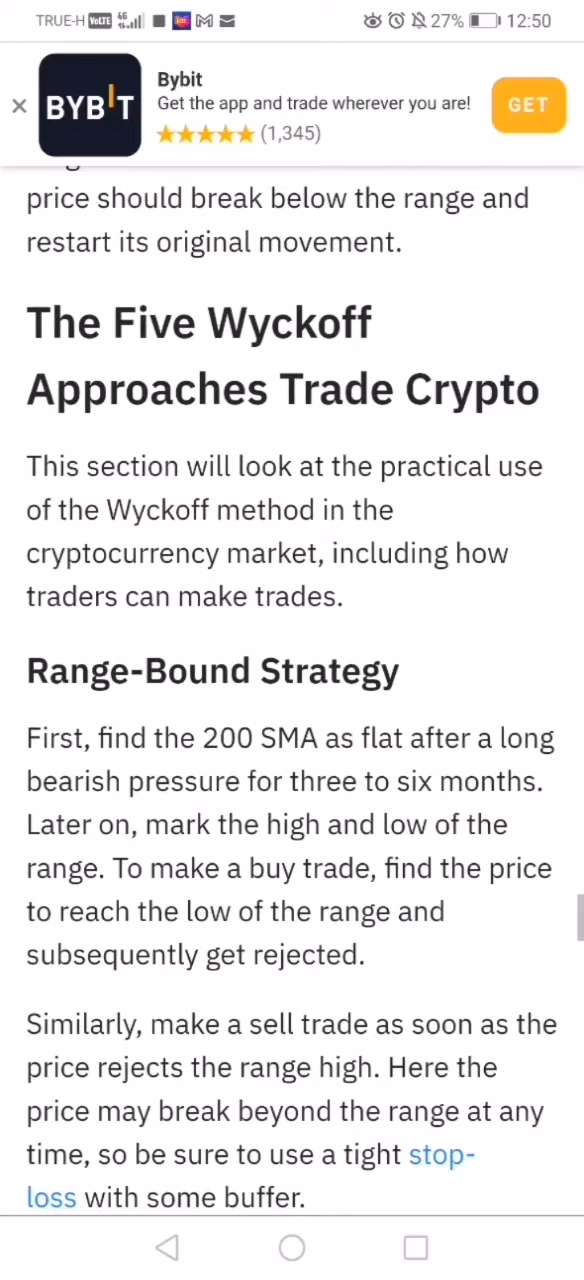 TRUE-H VoLTE 4G 27% 12:50
Bybit
BYBIT
Get the app and trade wherever you are!
GET
(1,345)
price should break below the range and
restart its original movement.
The Five Wyckoff
Approaches Trade Crypto
This section will look at the practical use
of the Wyckoff method in the
cryptocurrency market, including how
traders can make trades.
Range-Bound Strategy
First, find the 200 SMA as flat after a long
bearish pressure for three to six months.
Later on, mark the high and low of the
range. To make a buy trade, find the price
to reach the low of the range and
subsequently get rejected.
Similarly, make a sell trade as soon as the
price rejects the range high. Here the
price may break beyond the range at any
time, so be sure to use a tight stop-
loss with some buffer.